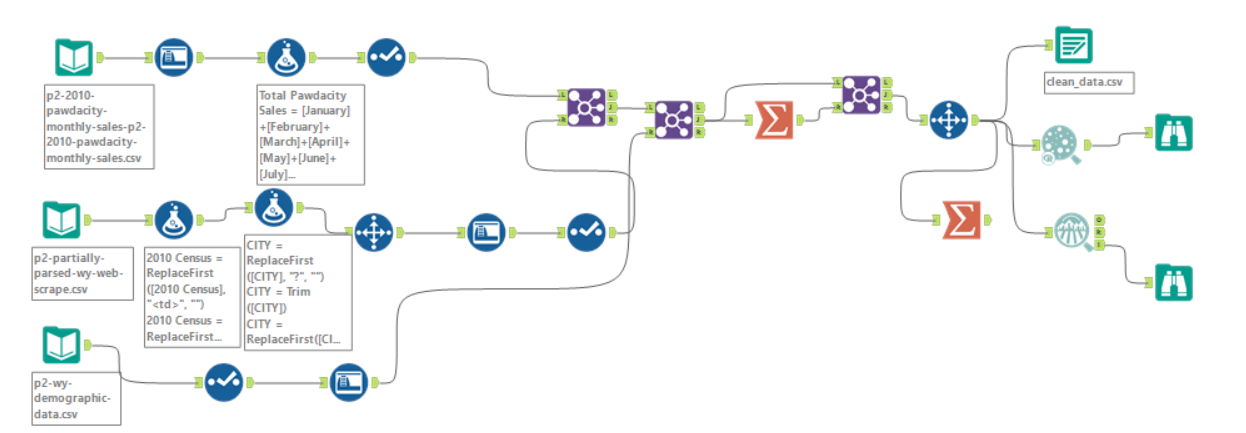 p2-2010-
pawdacity-
monthly-sales-p2-
2010-pawdacity-
monthly-sales.csv
Total Pawdacity
Sales = [January]
+[February]+
[March]+[April]+
[May]+[June]+
[July]...
p2-partially-
parsed-wy-web-
scrape.csv
2010 Census =
ReplaceFirst
([2010 Census],
"<td>", "")
2010 Census =
ReplaceFirst...
CITY =
ReplaceFirst
([CITY], "?", "")
CITY = Trim
([CITY])
CITY =
ReplaceFirst([CI...
p2-wy-
demographic-
data.csv
L
R
L
J
R
L
R
L
J
R
L
R
L
J
R
clean_data.csv
R
O
R
I